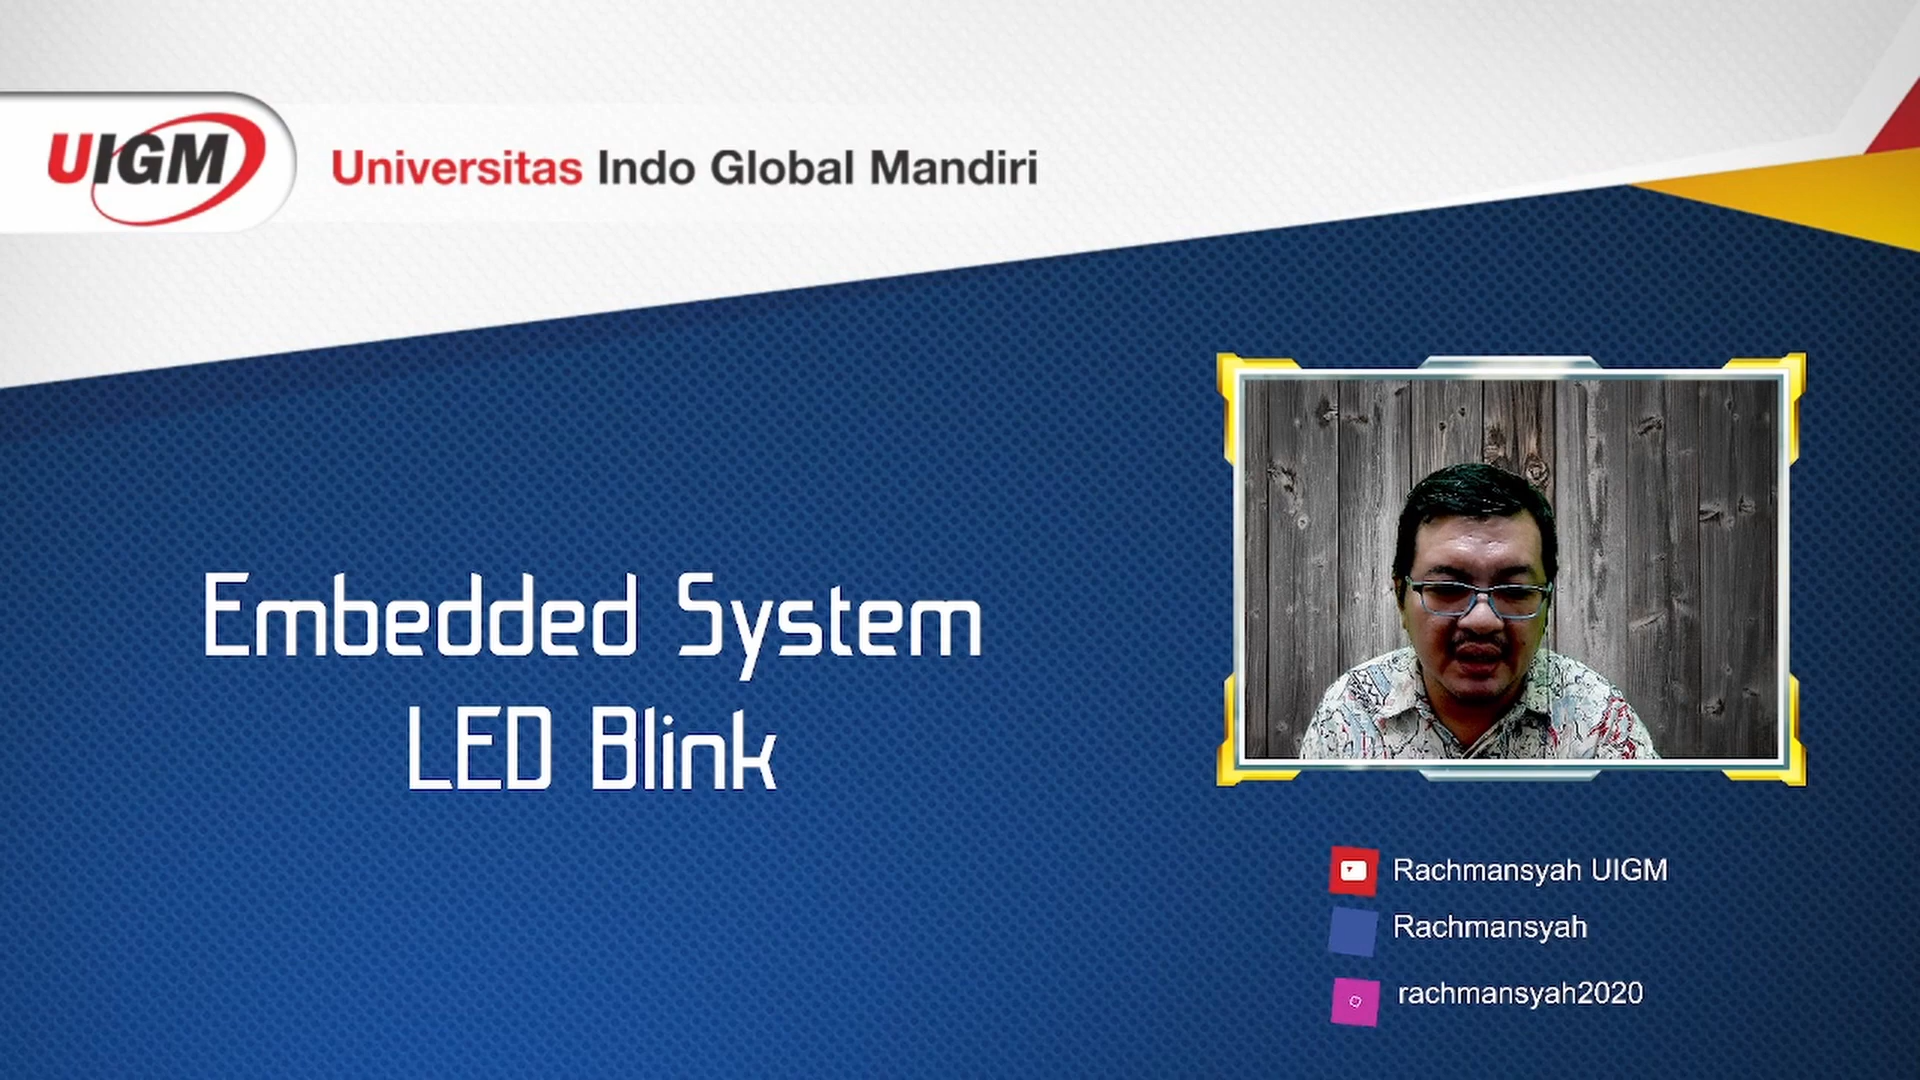 UIGM
Universitas Indo Global Mandiri
Embedded System
LED Blink
Rachmansyah UIGM
Rachmansyah
rachmansyah2020